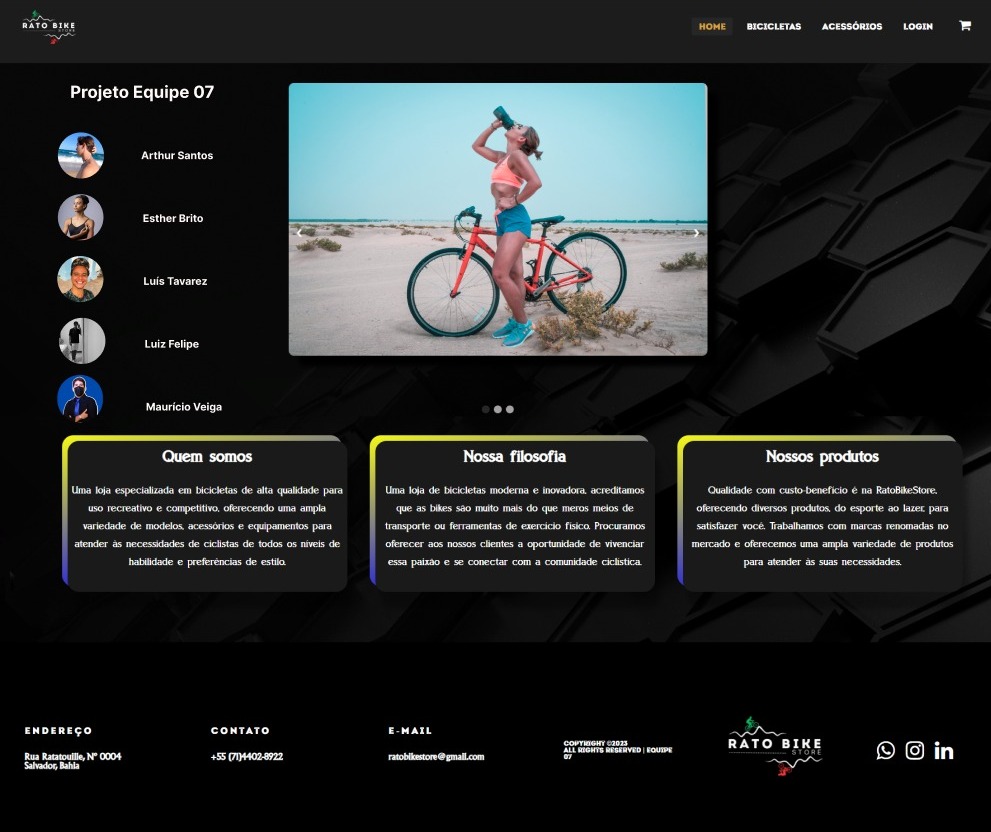 RATO BIKE
STORE
HOME
BICICLETAS
ACESSÓRIOS
LOGIN
Projeto Equipe 07
Arthur Santos
Esther Brito
Luís Tavarez
Luiz Felipe
Maurício Veiga
Quem somos
Uma loja especializada em bicicletas de alta qualidade para
uso recreativo e competitivo, oferecendo uma ampla
variedade de modelos, acessórios e equipamentos para
atender às necessidades de ciclistas de todos os níveis de
habilidade e preferências de estilo.
Nossa filosofia
Uma loja de bicicletas moderna e inovadora, acreditamos
que as bikes são muito mais do que meros meios de
transporte ou ferramentas de exercício físico. Procuramos
oferecer aos nossos clientes a oportunidade de vivenciar
essa paixão e se conectar com a comunidade ciclística.
Nossos produtos
Qualidade com custo-benefício é na RatoBikeStore,
oferecendo diversos produtos, do esporte ao lazer, para
satisfazer você. Trabalhamos com marcas renomadas no
mercado e oferecemos uma ampla variedade de produtos
para atender às suas necessidades.
ENDEREÇO
Rua Ratatouille, Nº 0004
Salvador, Bahia
CONTATO
+55 (71)4402-8922
E-MAIL
ratobikestore@gmail.com
COPYRIGHT ©2023
ALL RIGHTS RESERVED | EQUIPE
07
RATO BIKE
STORE